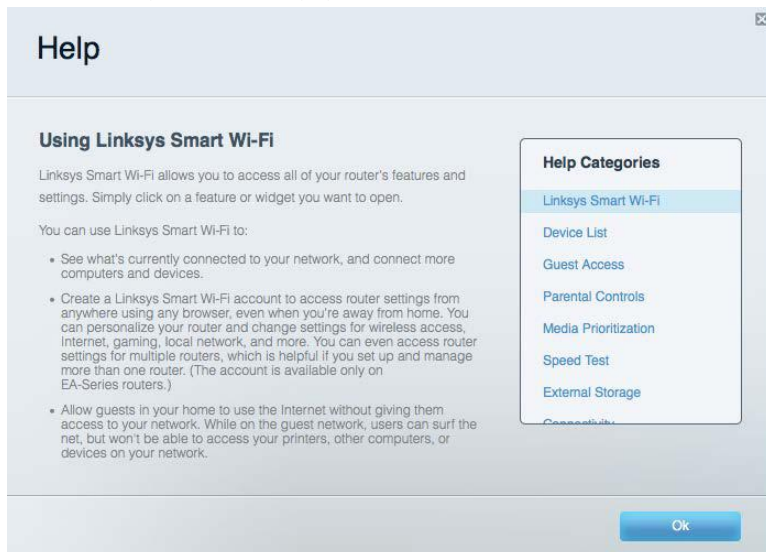 Help
Using Linksys Smart Wi-Fi
Linksys Smart Wi-Fi allows you to access all of your router's features and
settings. Simply click on a feature or widget you want to open.
You can use Linksys Smart Wi-Fi to:
• See what's currently connected to your network, and connect more
computers and devices.
• Create a Linksys Smart Wi-Fi account to access router settings from
anywhere using any browser, even when you're away from home. You
can personalize your router and change settings for wireless access,
Internet, gaming, local network, and more. You can even access router
settings for multiple routers, which is helpful if you set up and manage
more than one router. (The account is available only on
EA-Series routers.)
• Allow guests in your home to use the Internet without giving them
access to your network. While on the guest network, users can surf the
net, but won't be able to access your printers, other computers, or
devices on your network.
Help Categories
Linksys Smart Wi-Fi
Device List
Guest Access
Parental Controls
Media Prioritization
Speed Test
External Storage
Connectivity
Ok